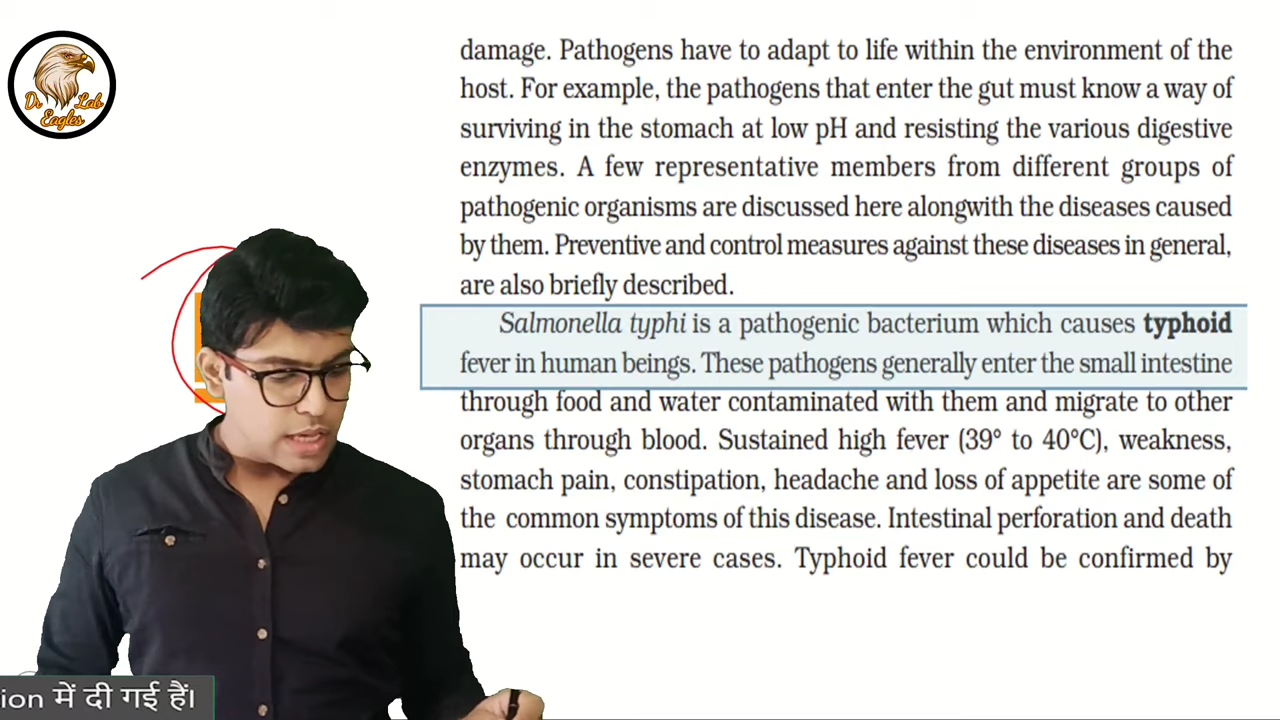 Dr Lab
Eagles
damage. Pathogens have to adapt to life within the environment of the
host. For example, the pathogens that enter the gut must know a way of
surviving in the stomach at low pH and resisting the various digestive
enzymes. A few representative members from different groups of
pathogenic organisms are discussed here alongwith the diseases caused
by them. Preventive and control measures against these diseases in general,
are also briefly described.
Salmonella typhi is a pathogenic bacterium which causes typhoid
fever in human beings. These pathogens generally enter the small intestine
through food and water contaminated with them and migrate to other
organs through blood. Sustained high fever (39° to 40°C), weakness,
stomach pain, constipation, headache and loss of appetite are some of
the common symptoms of this disease. Intestinal perforation and death
may occur in severe cases. Typhoid fever could be confirmed by
ion में दी गई हैं।